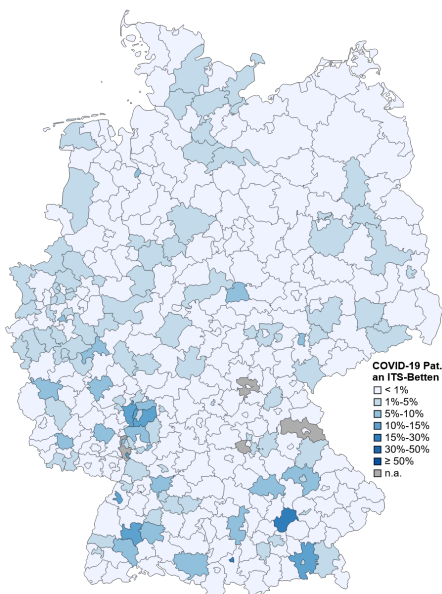 COVID-19 Pat.
an ITS-Betten
< 1%
1%-5%
5%-10%
10%-15%
15%-30%
30%-50%
≥ 50%
n.a.